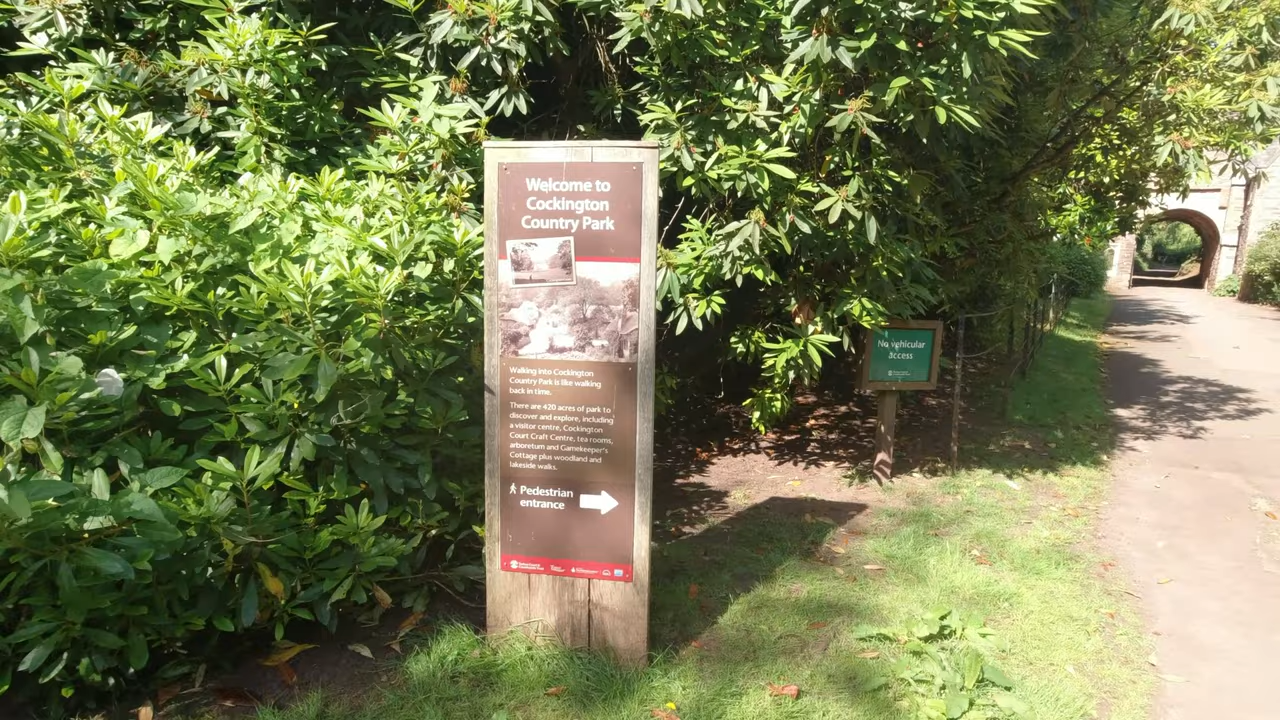 Welcome to
Cockington
Country Park
Walking into Cockington
Country Park is like walking
back in time.
There are 420 acres of park to
discover and explore, including
a visitor centre, Cockington
Court Craft Centre, tea rooms,
arboretum and Gamekeeper's
Cottage plus woodland and
lakeside walks.
Pedestrian
entrance
No vehicular
access